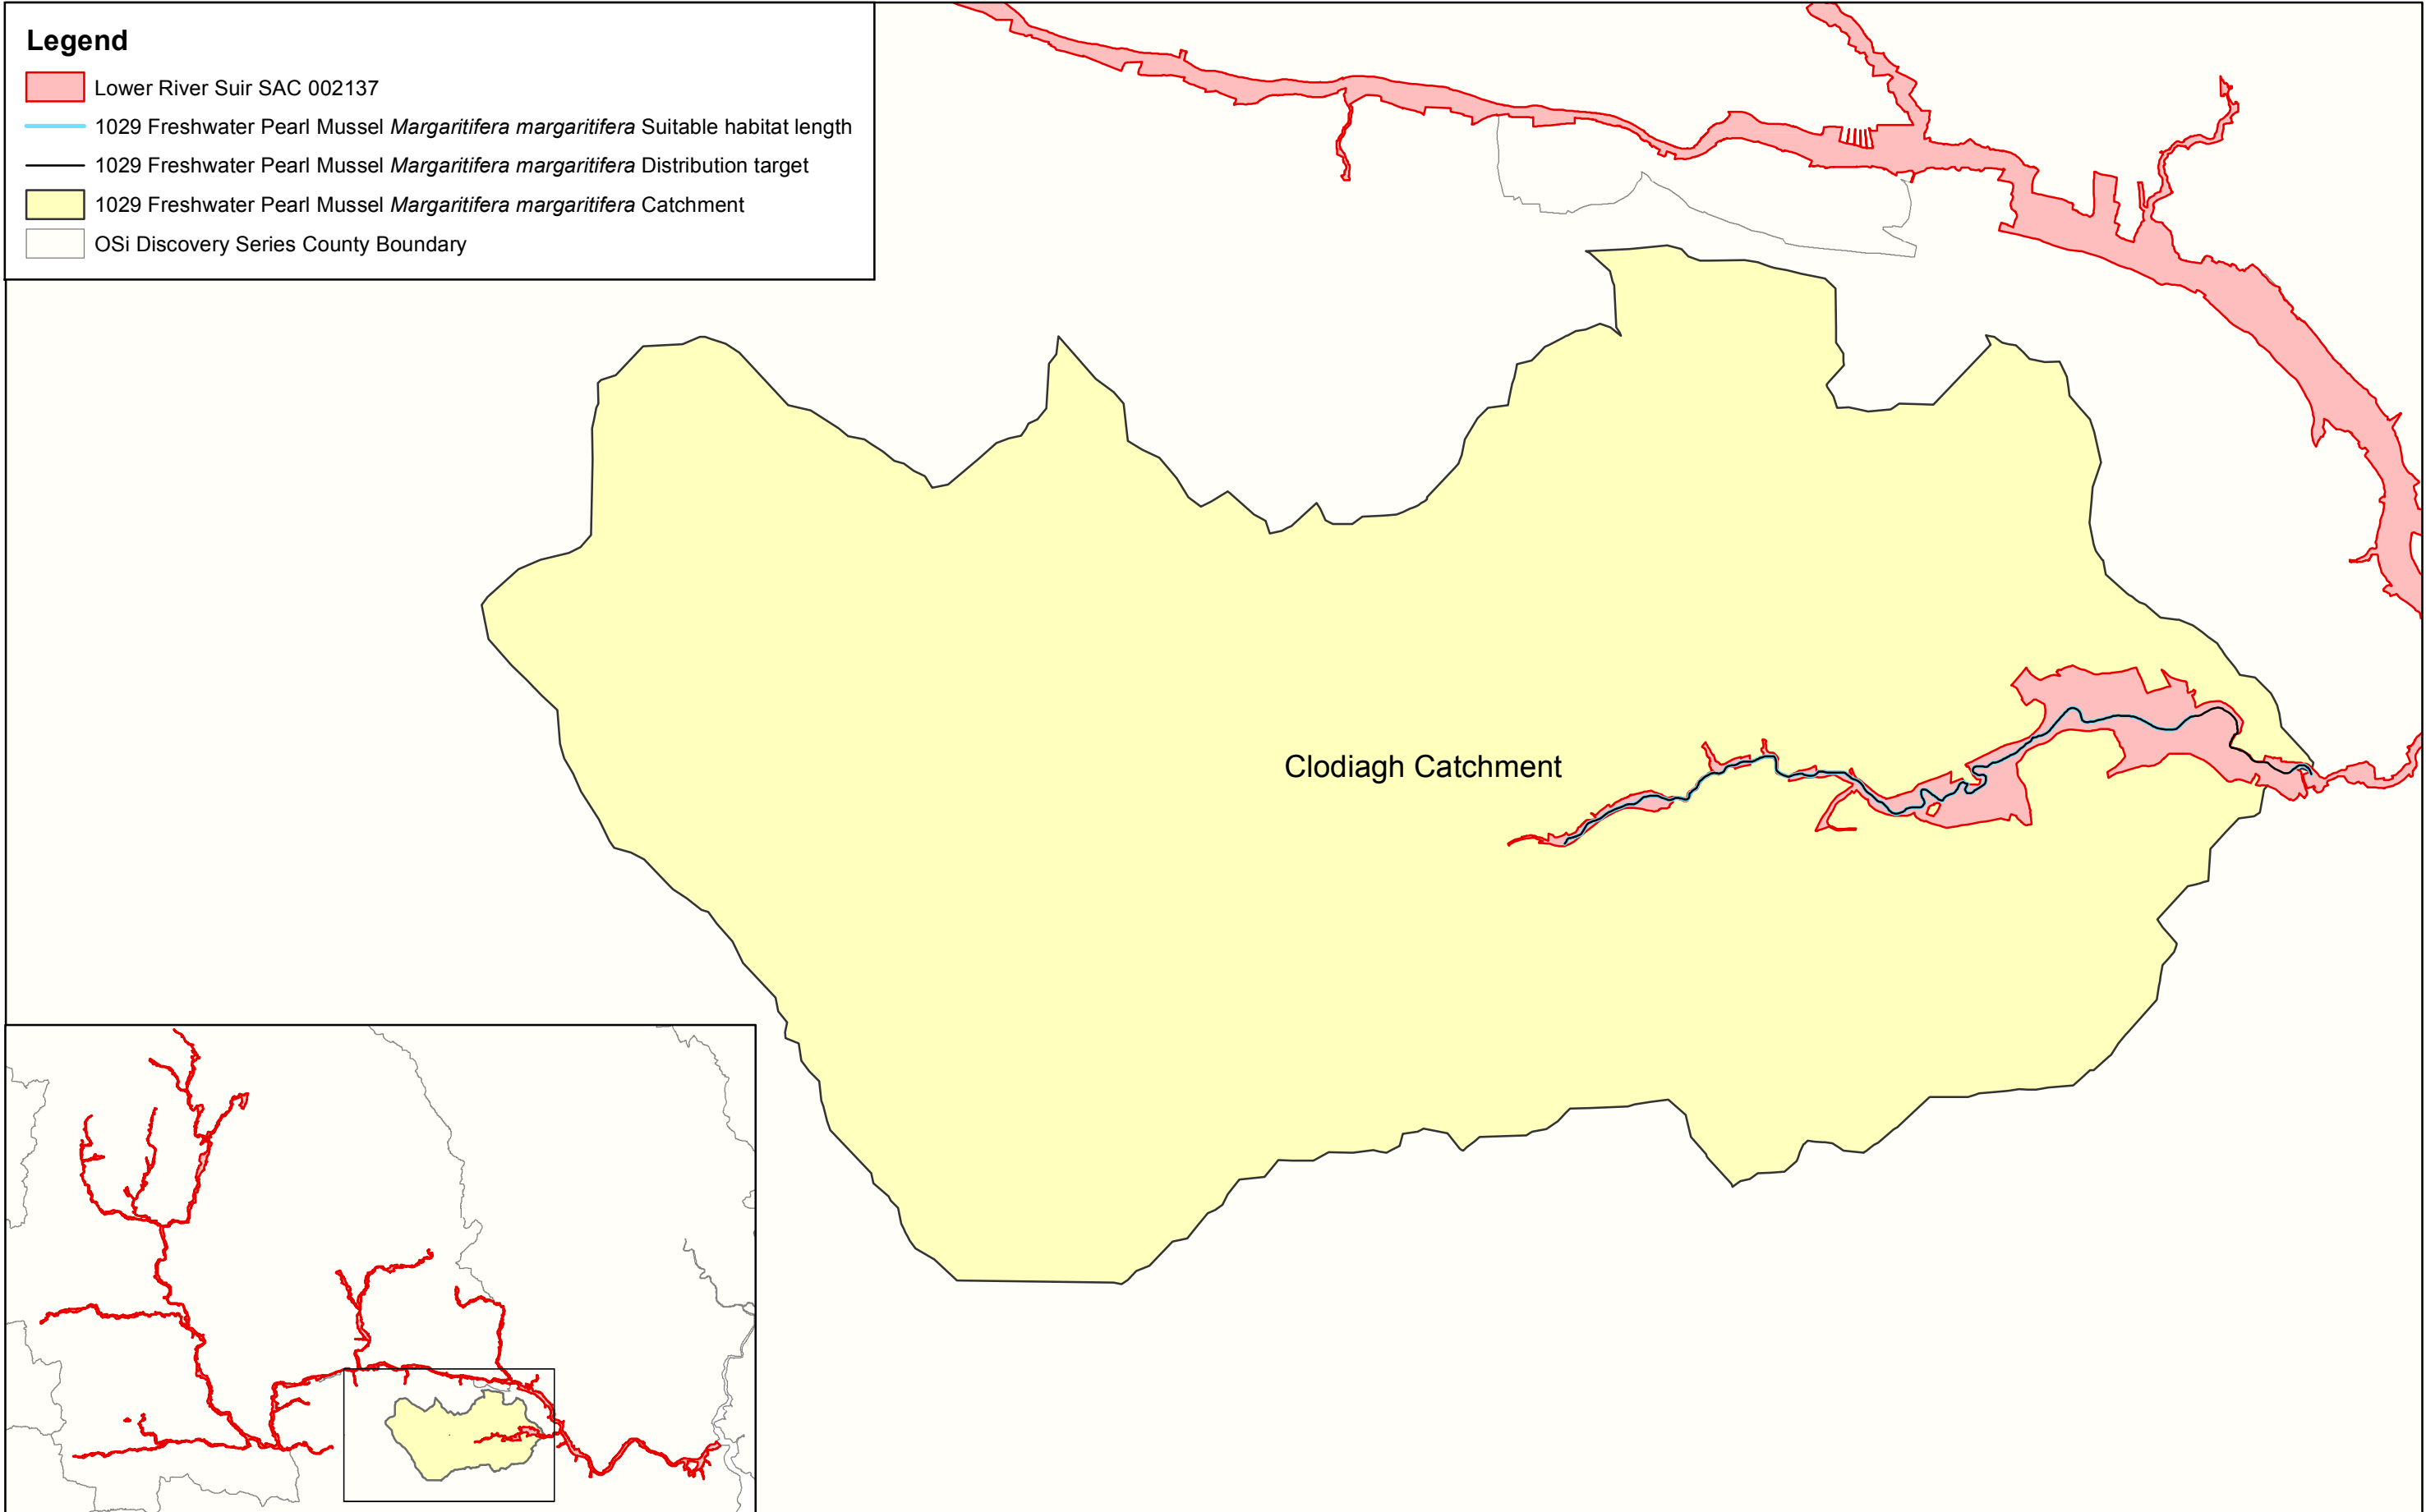 Legend
Lower River Suir SAC 002137
1029 Freshwater Pearl Mussel Margaritifera margaritifera Suitable habitat length
1029 Freshwater Pearl Mussel Margaritifera margaritifera Distribution target
1029 Freshwater Pearl Mussel Margaritifera margaritifera Catchment
OSi Discovery Series County Boundary
Clodiagh Catchment